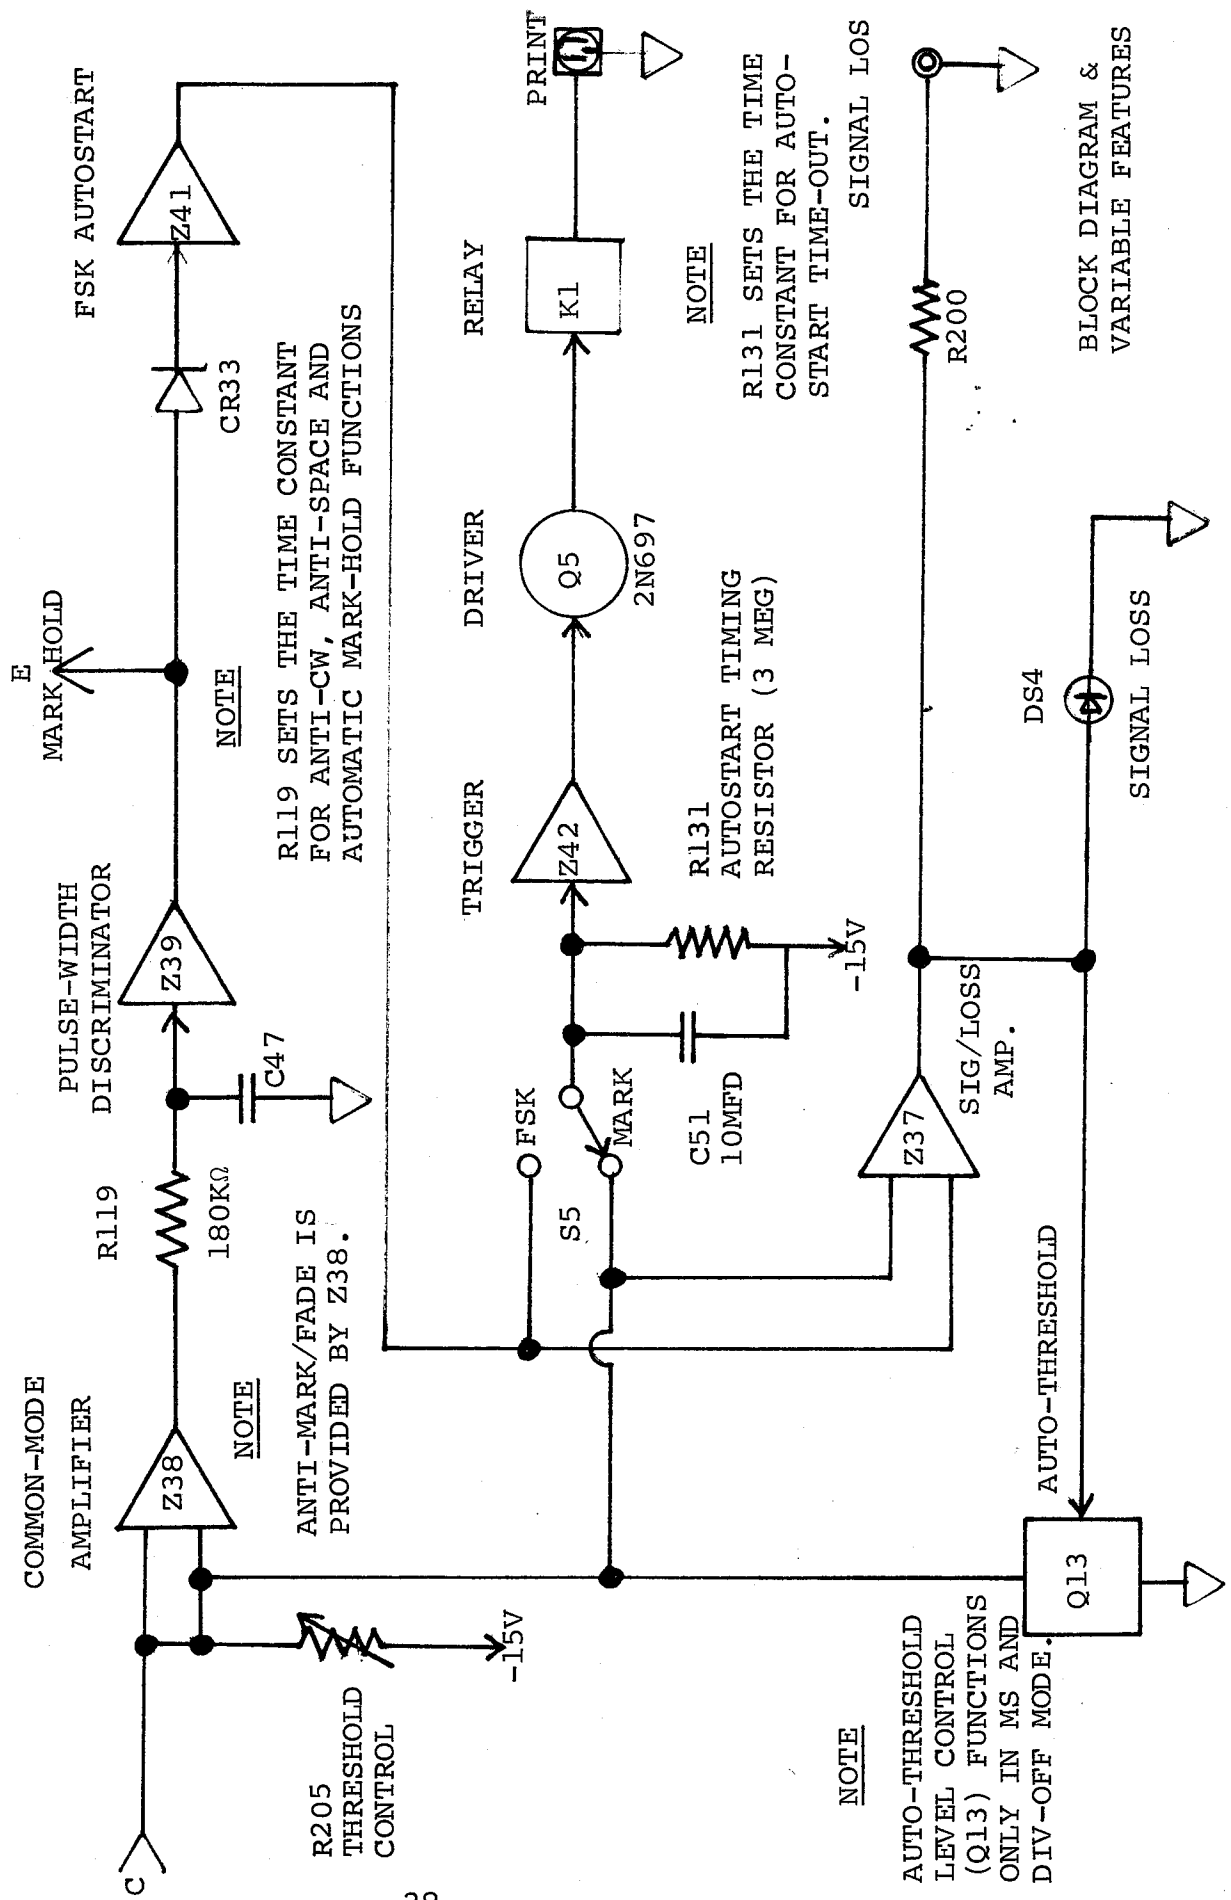 C
R205
THRESHOLD
CONTROL
-15V
COMMON-MODE
AMPLIFIER
Z38
NOTE
ANTI-MARK/FADE IS
PROVIDED BY Z38.
R119
180KΩ
C47
PULSE-WIDTH
DISCRIMINATOR
Z39
E
MARK HOLD
NOTE
R119 SETS THE TIME CONSTANT
FOR ANTI-CW, ANTI-SPACE AND
AUTOMATIC MARK-HOLD FUNCTIONS
CR33
FSK AUTOSTART
Z41
S5
FSK
MARK
C51
10MFD
-15V
TRIGGER
Z42
R131
AUTOSTART TIMING
RESISTOR (3 MEG)
DRIVER
Q5
2N697
RELAY
K1
PRINT
NOTE
R131 SETS THE TIME
CONSTANT FOR AUTO-
START TIME-OUT.
Z37
SIG/LOSS
AMP.
R200
SIGNAL LOS
NOTE
AUTO-THRESHOLD
LEVEL CONTROL
(Q13) FUNCTIONS
ONLY IN MS AND
DIV-OFF MODE.
Q13
AUTO-THRESHOLD
DS4
SIGNAL LOSS
BLOCK DIAGRAM &
VARIABLE FEATURES